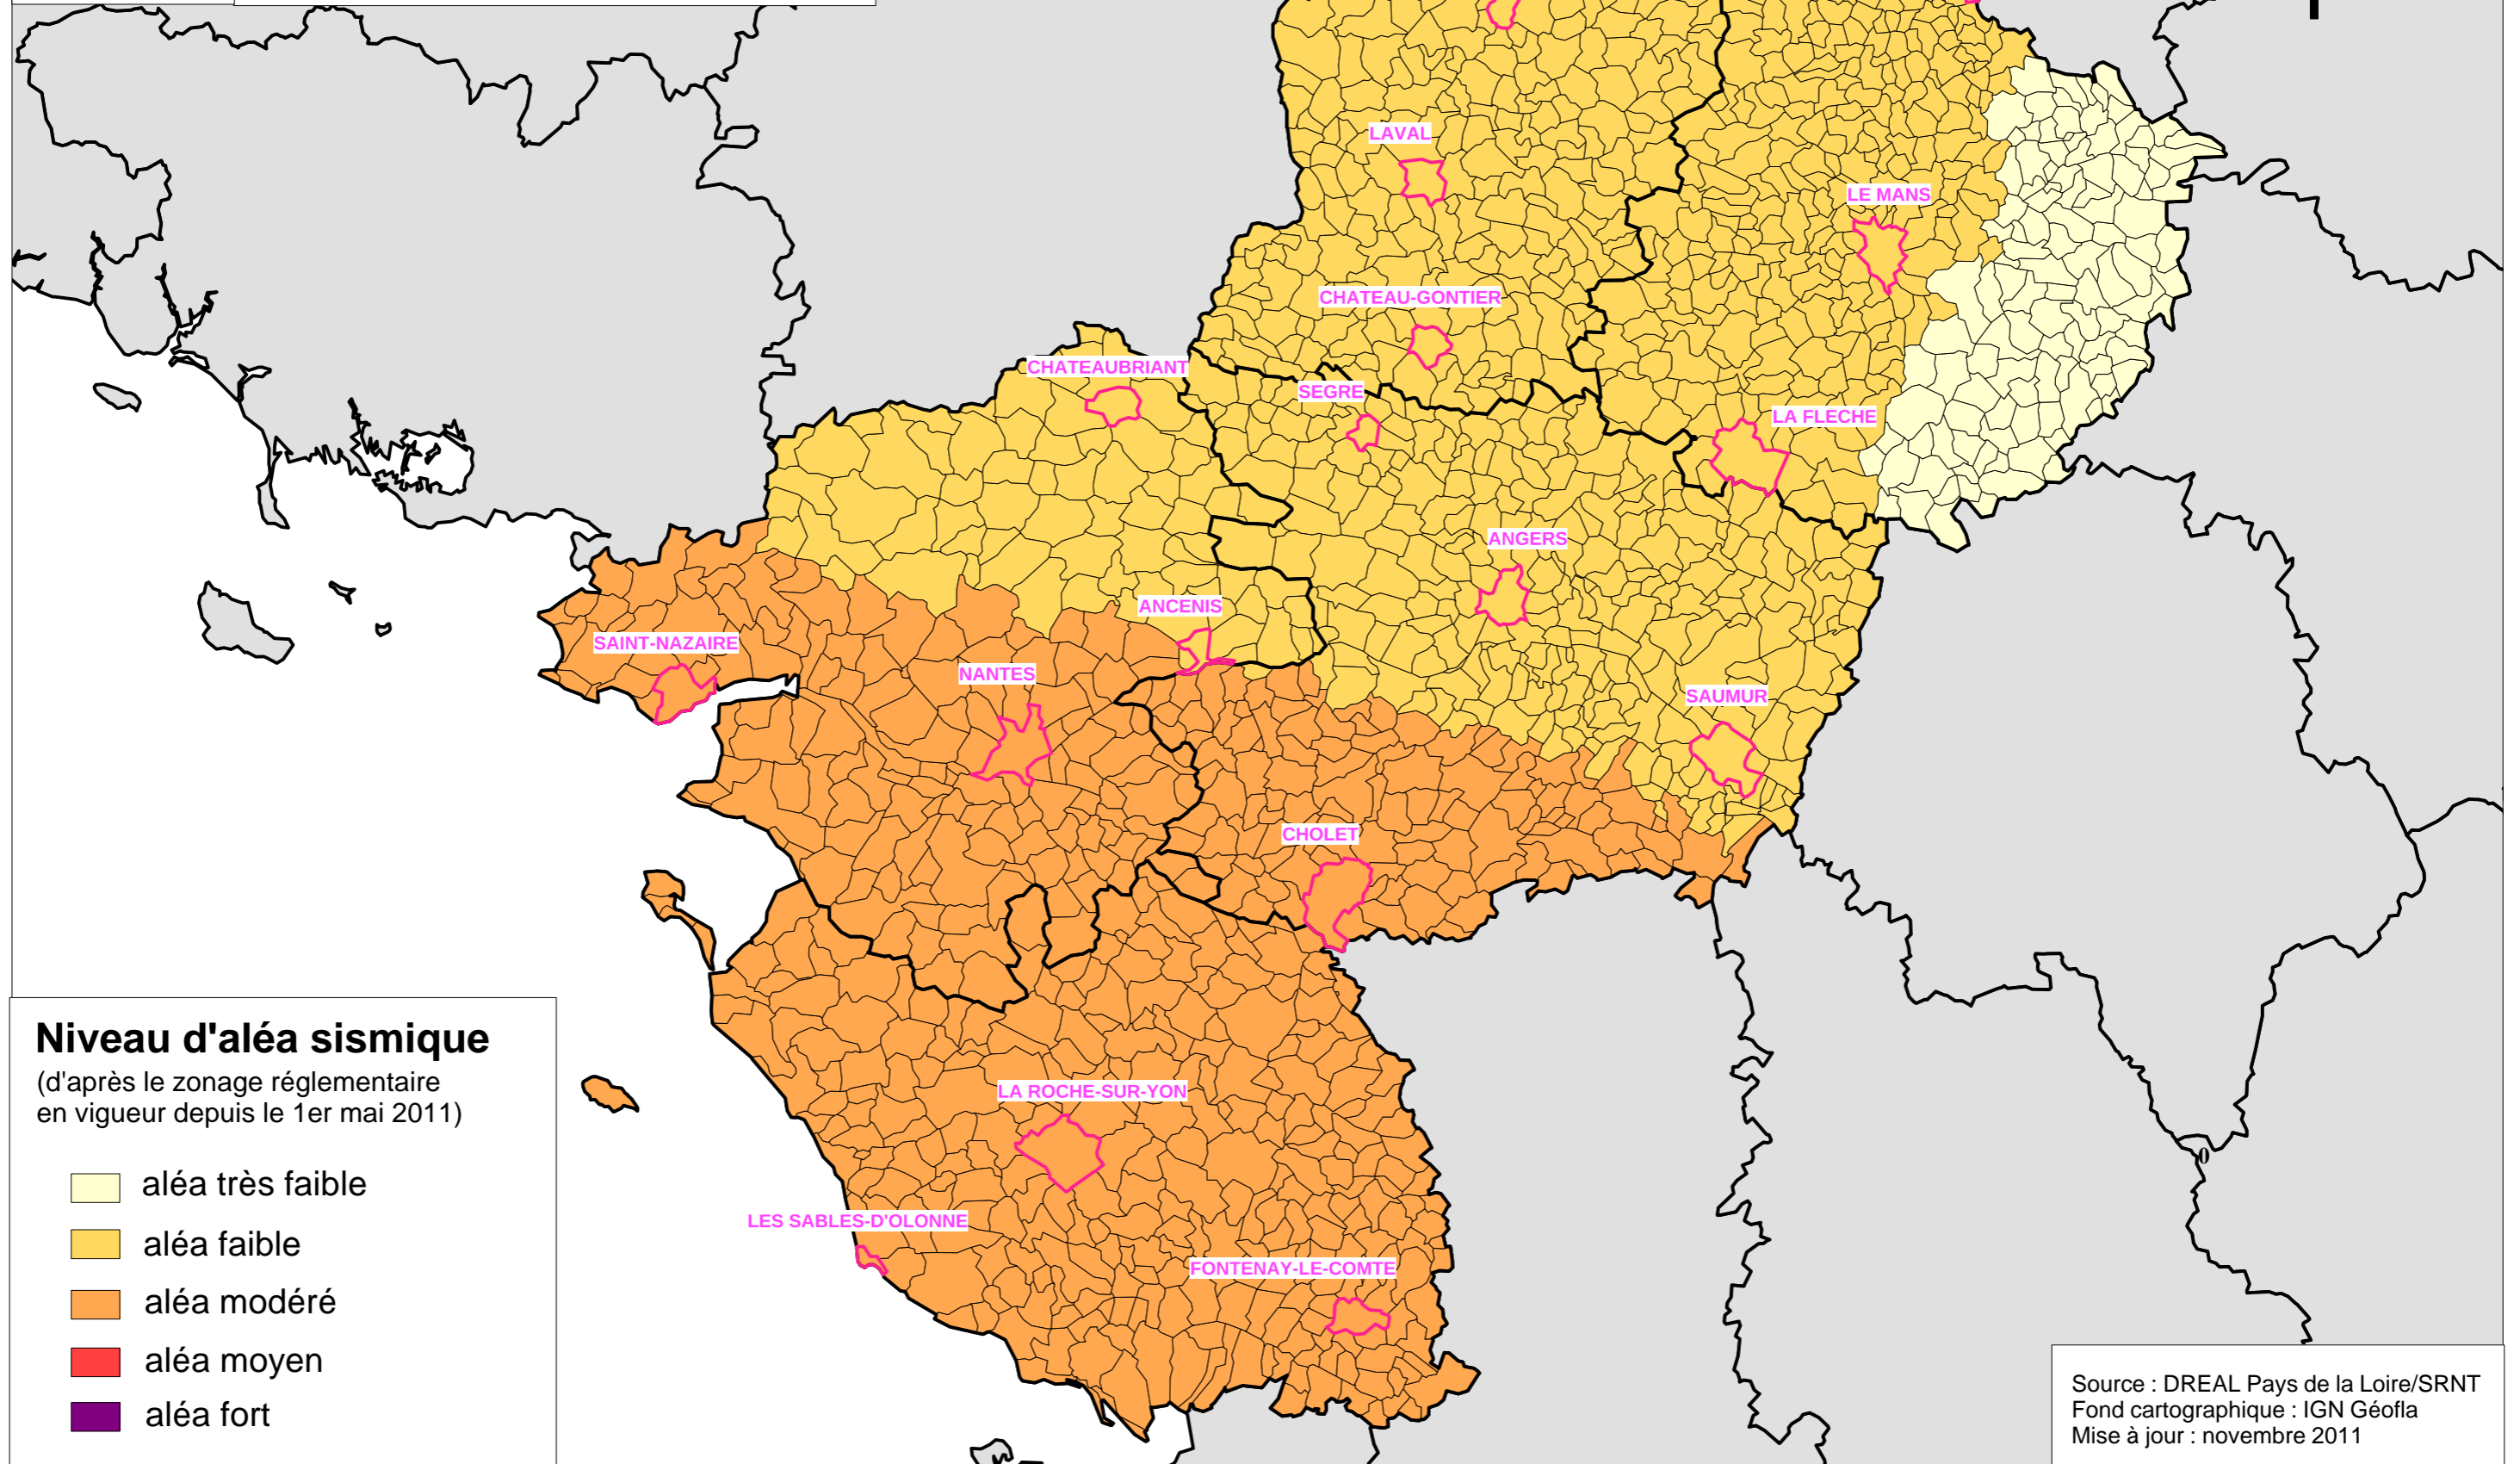 LAVAL
LE MANS
CHATEAU-GONTIER
CHATEAUBRIANT
SEGRE
LA FLECHE
ANGERS
ANCENIS
SAINT-NAZAIRE
NANTES
SAUMUR
CHOLET
Niveau d'aléa sismique
(d'après le zonage réglementaire
en vigueur depuis le 1er mai 2011)
LA ROCHE-SUR-YON
aléa très faible
LES SABLES-D'OLONNE
aléa faible
FONTENAY-LE-COMTE
aléa modéré
aléa moyen
aléa fort
Source : DREAL Pays de la Loire/SRNT
Fond cartographique : IGN Géofla
Mise à jour : novembre 2011